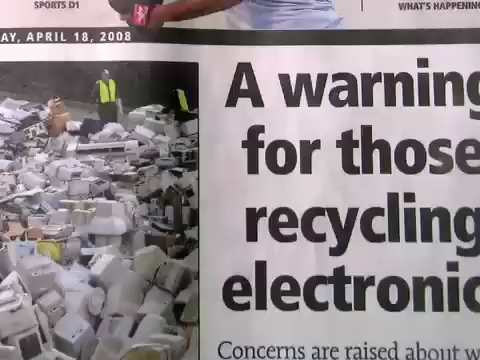 SPORTS D1
WHAT'S HAPPENING
AY, APRIL 18, 2008
A warning
for those
recycling
electronic
Concerns are raised about w